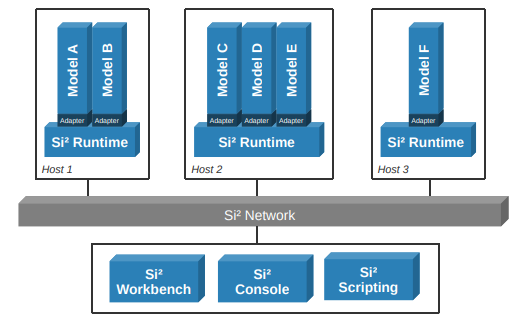 Model A
Model B
Adapter
Adapter
Si² Runtime
Host 1
Model C
Model D
Model E
Adapter
Adapter
Adapter
Si² Runtime
Host 2
Model F
Adapter
Si² Runtime
Host 3
Si² Network
Si²
Workbench
Si²
Console
Si²
Scripting